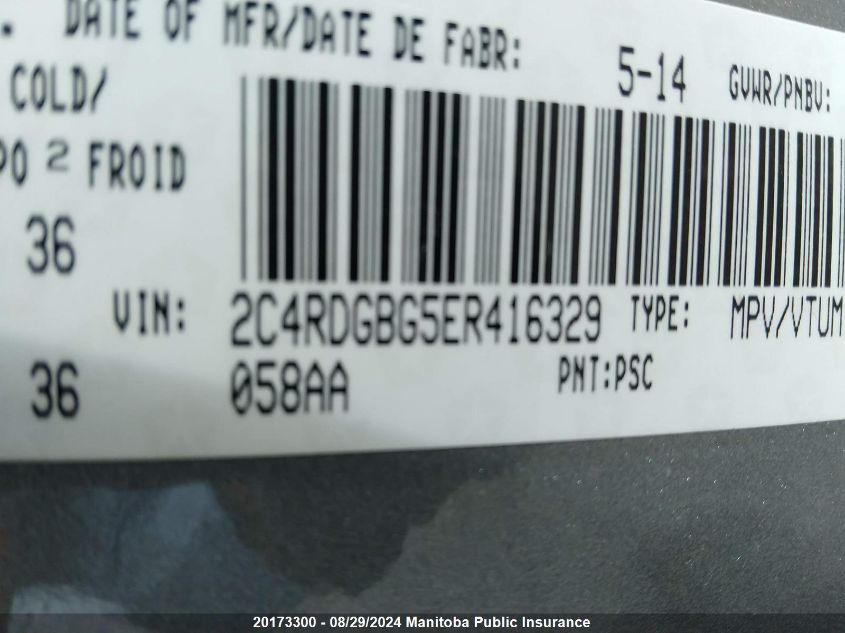 . DATE OF MFR/DATE DE FABR: 5-14 GVWR/PNBV:
COLD/
PO 2 FROID
36
VIN: 2C4RDGBG5ER416329 TYPE: MPV/VTUM
36 058AA PNT:PSC
20173300 - 08/29/2024 Manitoba Public Insurance